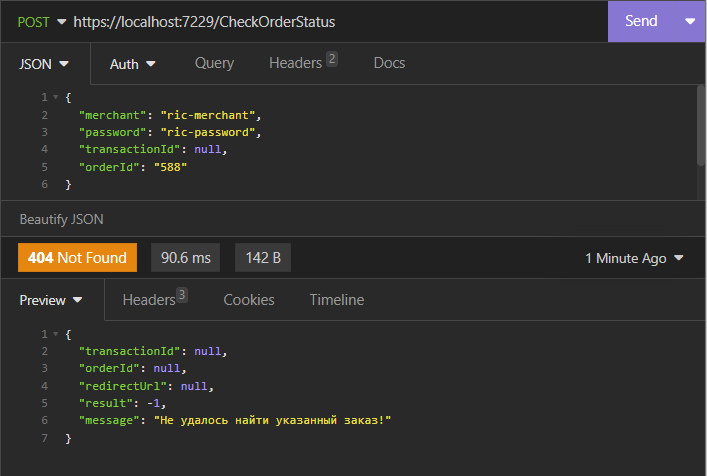 POST https://localhost:7229/CheckOrderStatus Send
JSON Auth Query Headers 2 Docs
1 {
2 "merchant": "ric-merchant",
3 "password": "ric-password",
4 "transactionId": null,
5 "orderId": "588"
6 }
Beautify JSON
404 Not Found 90.6 ms 142 B 1 Minute Ago
Preview Headers 3 Cookies Timeline
1 {
2 "transactionId": null,
3 "orderId": null,
4 "redirectUrl": null,
5 "result": -1,
6 "message": "Не удалось найти указанный заказ!"
7 }